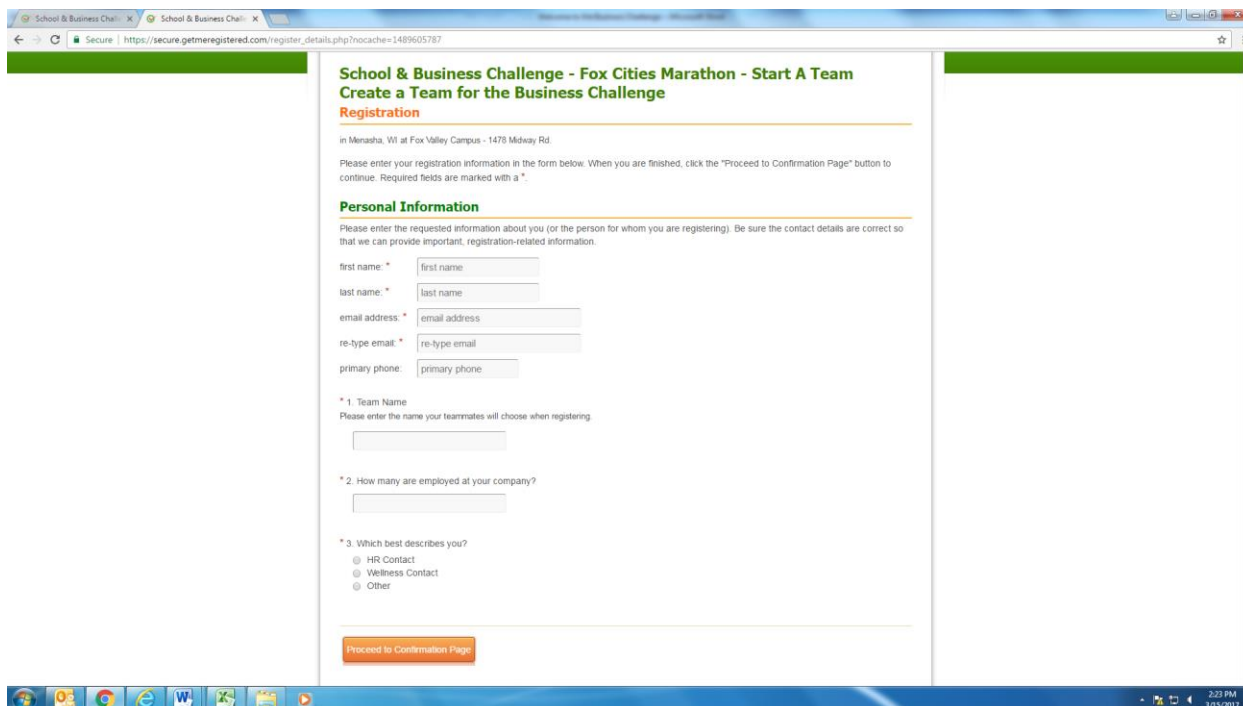 School & Business Chall
School & Business Chall
Secure | https://secure.getmeregistered.com/register_details.php?nocache=1489605787
School & Business Challenge - Fox Cities Marathon - Start A Team
Create a Team for the Business Challenge
Registration
in Menasha, WI at Fox Valley Campus - 1478 Midway Rd.
Please enter your registration information in the form below. When you are finished, click the "Proceed to Confirmation Page" button to
continue. Required fields are marked with a *.
Personal Information
Please enter the requested information about you (or the person for whom you are registering). Be sure the contact details are correct so
that we can provide important, registration-related information.
first name: * first name
last name: * last name
email address: * email address
re-type email: * re-type email
primary phone: primary phone
* 1. Team Name
Please enter the name your teammates will choose when registering.
* 2. How many are employed at your company?
* 3. Which best describes you?
HR Contact
Wellness Contact
Other
Proceed to Confirmation Page
2:23 PM
3/15/2017